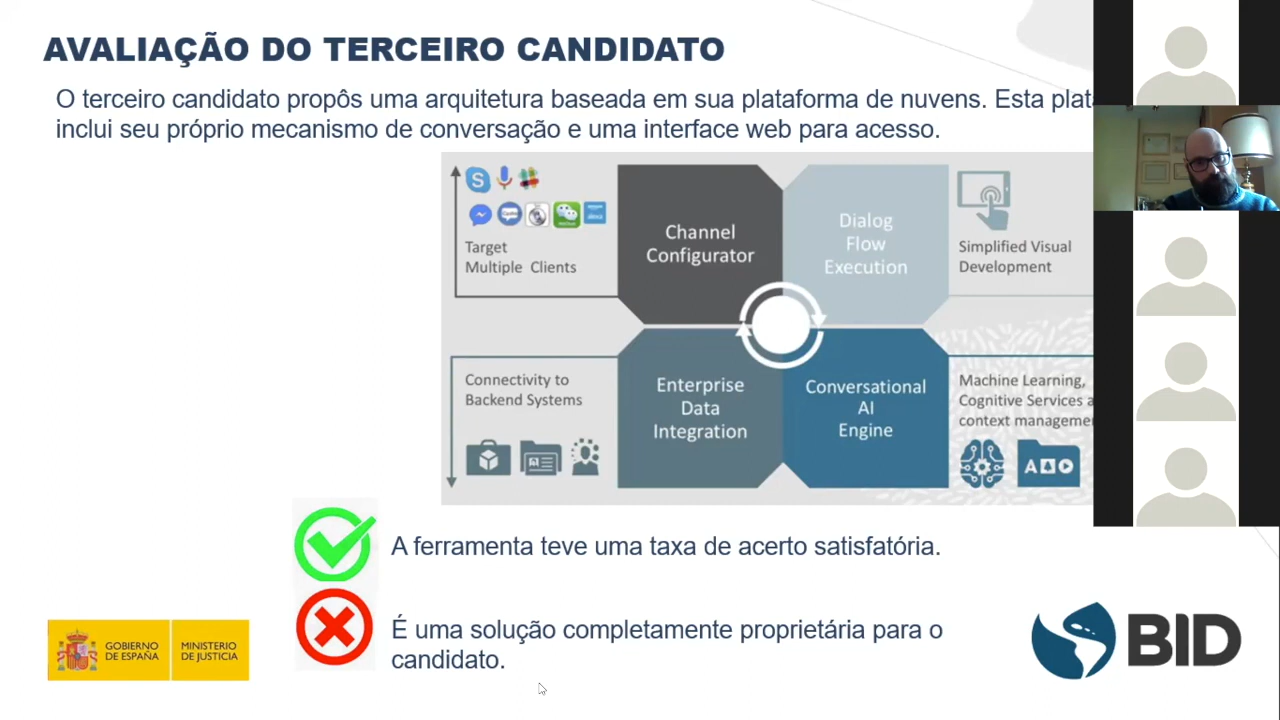 AVALIAÇÃO DO TERCEIRO CANDIDATO
O terceiro candidato propôs uma arquitetura baseada em sua plataforma de nuvens. Esta
inclui seu próprio mecanismo de conversação e uma interface web para acesso.
Target
Multiple Clients
Channel
Configurator
Dialog
Flow
Execution
Simplified Visual
Development
Connectivity to
Backend Systems
Enterprise
Data
Integration
Conversational
AI
Engine
Machine Learning,
Cognitive Services
context
A ferramenta teve uma taxa de acerto satisfatória.
É uma solução completamente proprietária para o
candidato.
GOBIERNO
DE ESPAÑA
MINISTERIO
DE JUSTICIA
BID